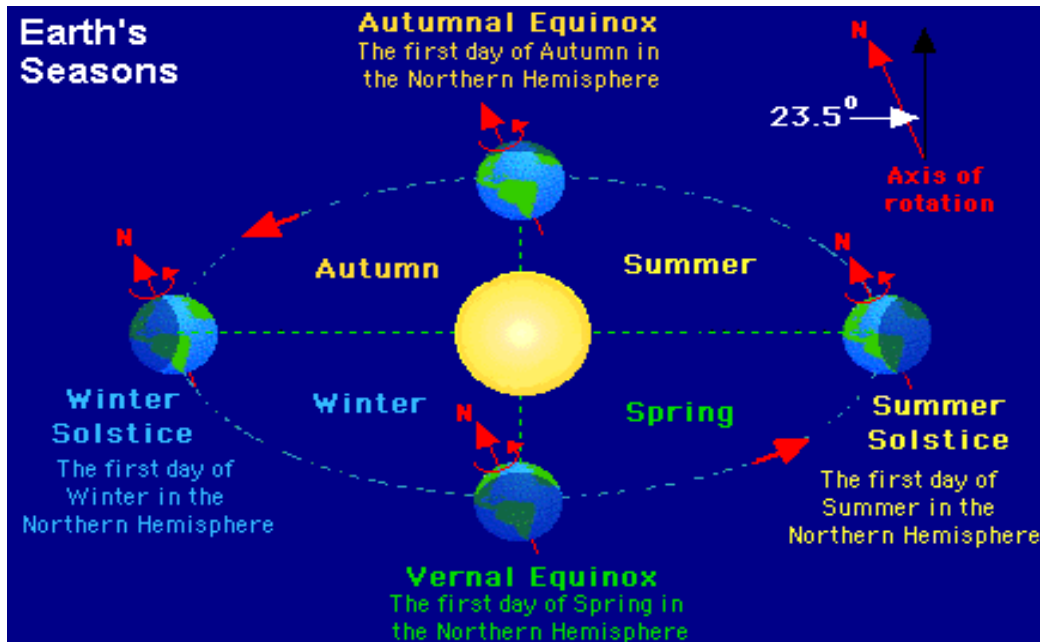 Earth's
Seasons
Autumnal Equinox
The first day of Autumn in
the Northern Hemisphere
N
23.5°
Axis of
rotation
N
N
Autumn
Summer
Winter
Solstice
The first day of
Winter in the
Northern Hemisphere
Winter
N
Spring
Summer
Solstice
The first day of
Summer in the
Northern Hemisphere
Vernal Equinox
The first day of Spring in
the Northern Hemisphere